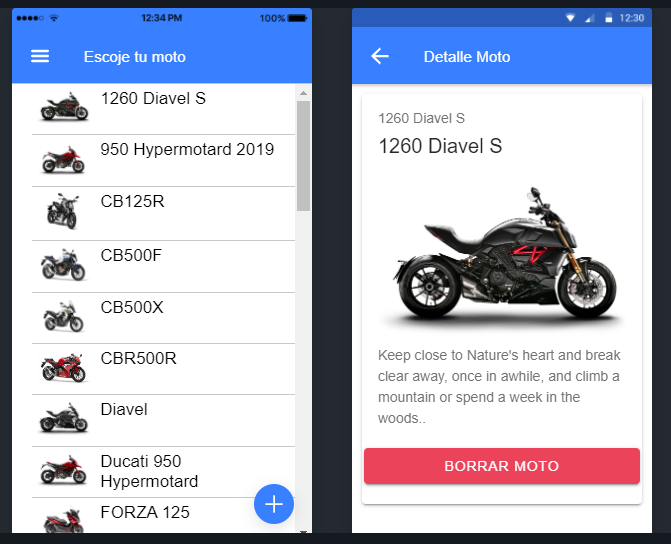 12:34 PM
100%
Escoje tu moto
1260 Diavel S
950 Hypermotard 2019
CB125R
CB500F
CB500X
CBR500R
Diavel
Ducati 950
Hypermotard
FORZA 125
12:30
Detalle Moto
1260 Diavel S
1260 Diavel S
Keep close to Nature's heart and break
clear away, once in awhile, and climb a
mountain or spend a week in the
woods..
BORRAR MOTO